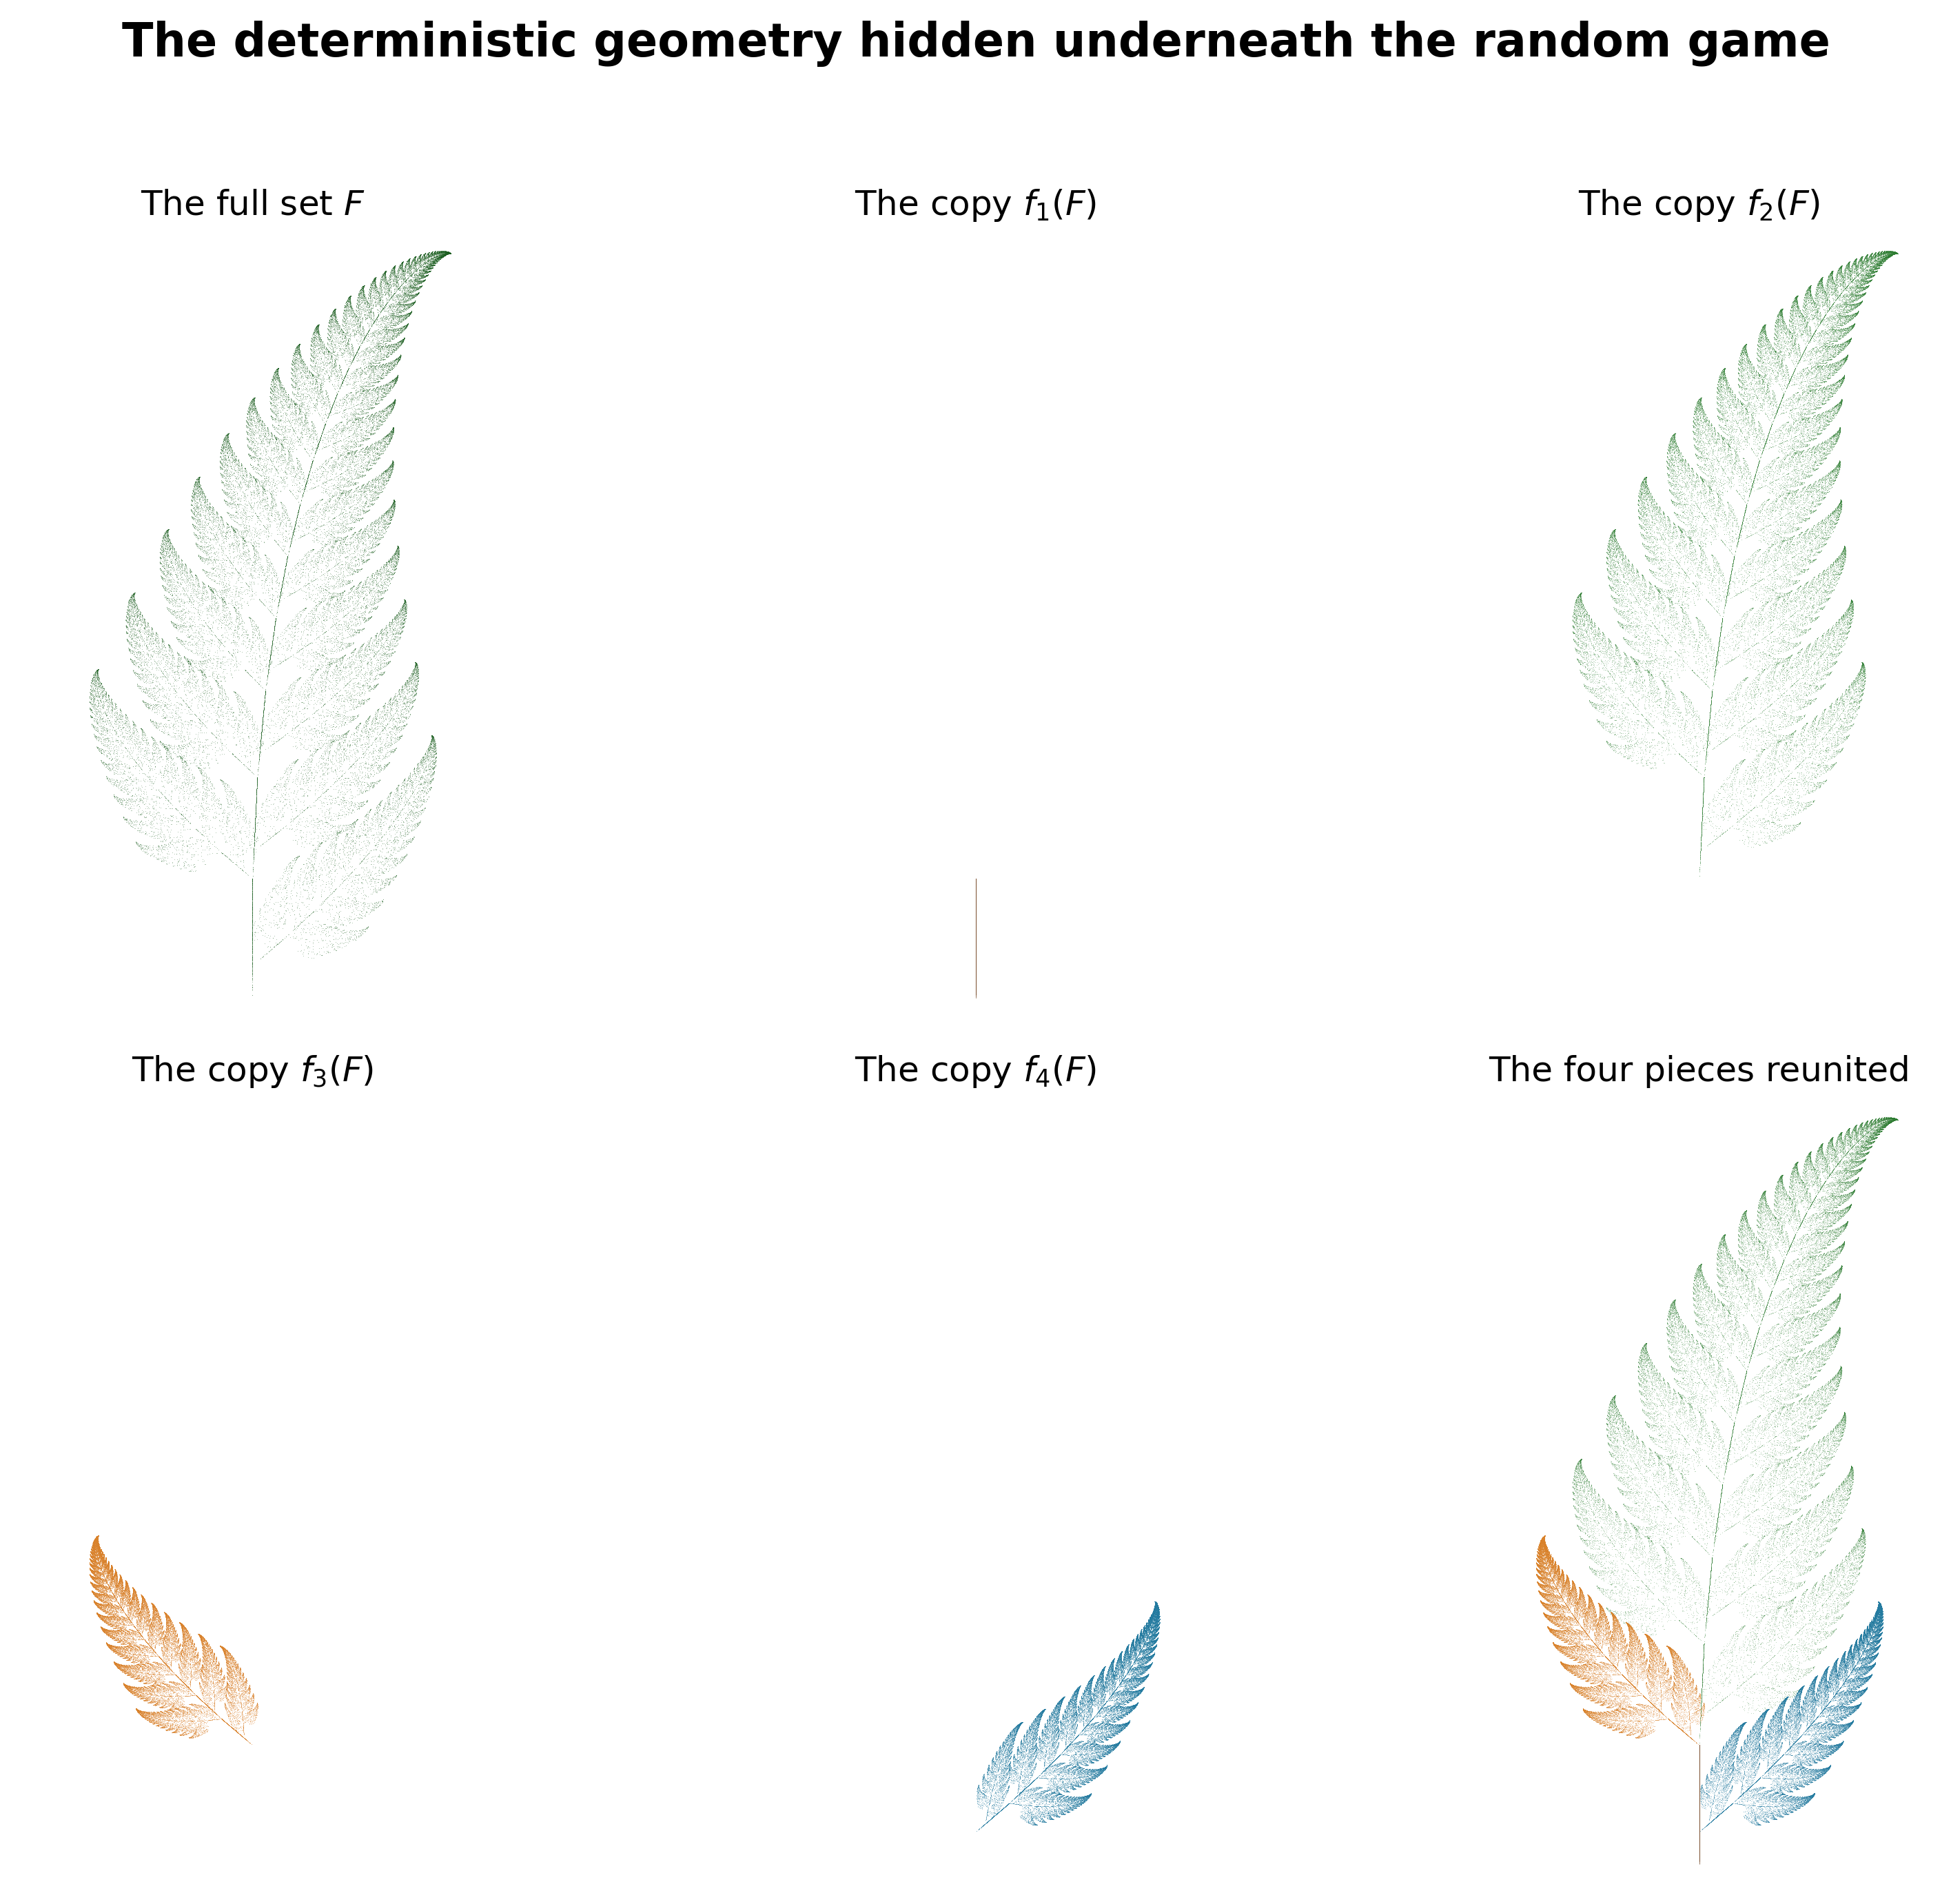 The deterministic geometry hidden underneath the random game
The full set F
The copy f₁(F)
The copy f₂(F)
The copy f₃(F)
The copy f₄(F)
The four pieces reunited